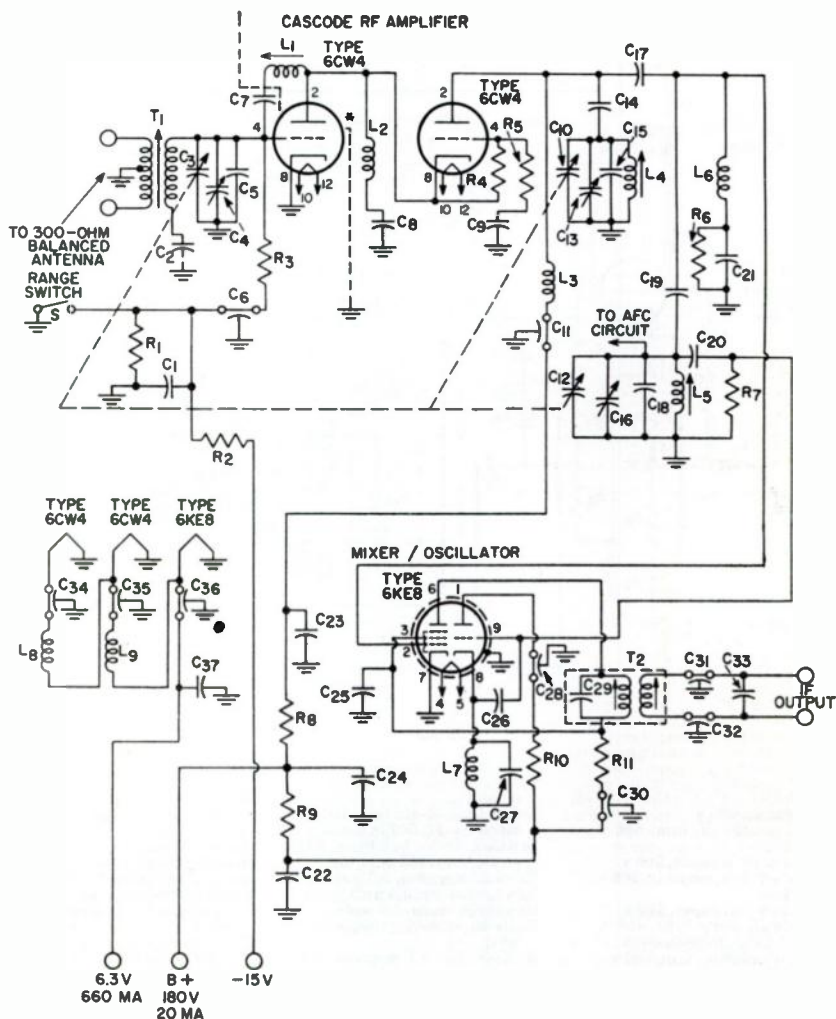 CASCODE RF AMPLIFIER
TYPE
6CW4
L1
2
C7
4
*
8
10
12
L2
C8
TYPE
6CW4
2
4
R5
R4
8
10
12
C9
C17
C14
C10
C15
L4
C13
L6
R6
C21
T1
C3
C5
C4
C2
R3
TO 300-OHM
BALANCED
ANTENNA
RANGE
SWITCH
S
C6
R1
C1
R2
L3
C11
C19
TO AFC
CIRCUIT
C20
C12
C16
C18
L5
R7
TYPE
6CW4
TYPE
6CW4
TYPE
6KE8
C34
C35
C36
L8
L9
C37
MIXER / OSCILLATOR
TYPE
6KE8
6
1
3
2
9
7
4
5
8
C23
C25
C26
C28
T2
C29
C31
C33
C32
IF
OUTPUT
R8
C24
L7
C27
R10
R11
C30
R9
C22
6.3V
660 MA
B +
180V
20 MA
-15V